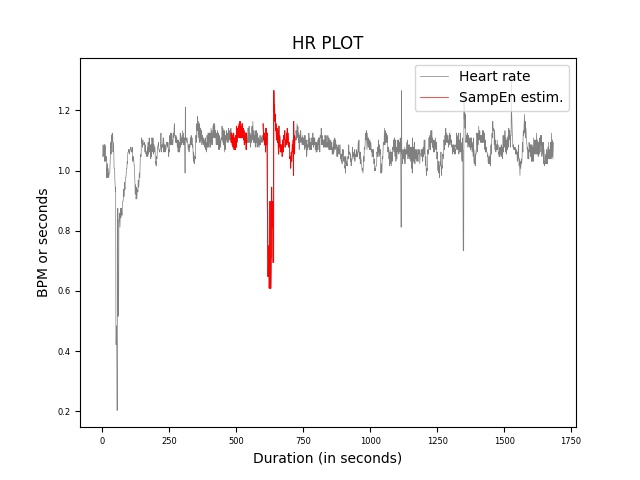 HR PLOT
Heart rate
SampEn estim.
BPM or seconds
1.2
1.0
0.8
0.6
0.4
0.2
0 250 500 750 1000 1250 1500 1750
Duration (in seconds)